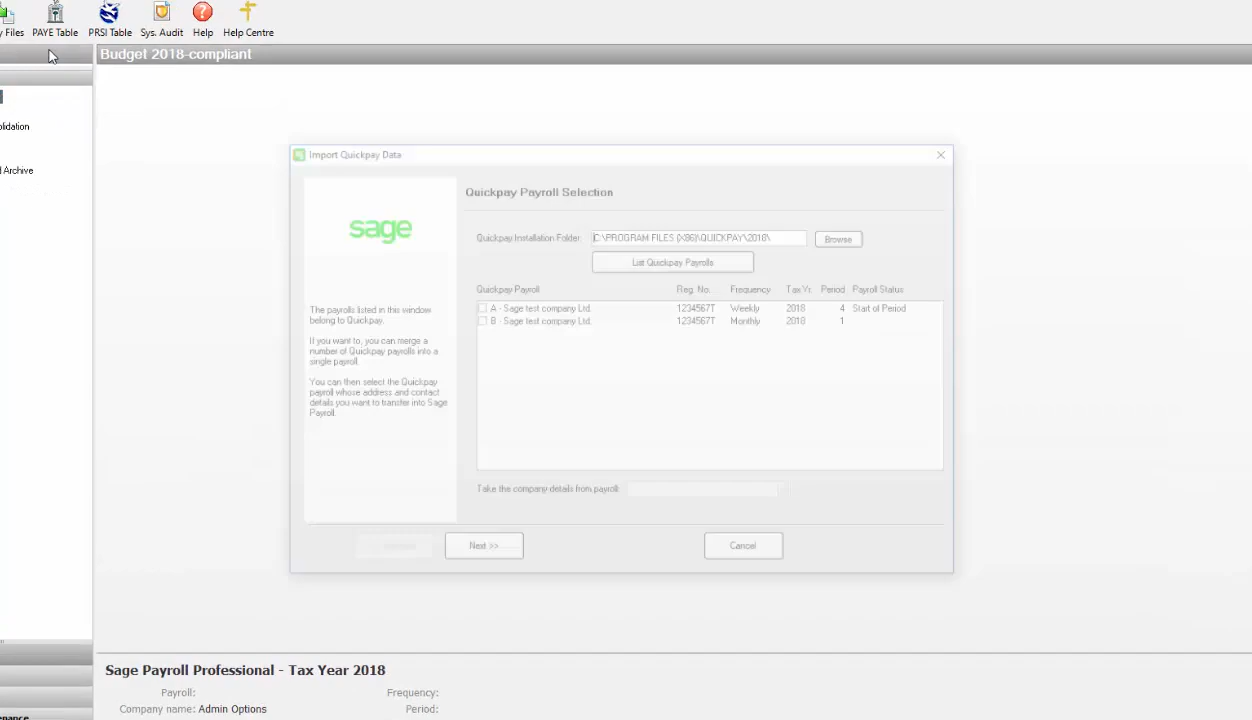 y Files PAYE Table PRSI Table Sys. Audit Help Help Centre
Budget 2018-compliant
olidation
d Archive
Import Quickpay Data
sage
The payrolls listed in this window
belong to Quickpay.
If you want to, you can merge a
number of Quickpay payrolls into a
single payroll.
You can then select the Quickpay
payroll whose address and contact
details you want to transfer into Sage
Payroll.
Quickpay Payroll Selection
Quickpay Installation Folder: C:\PROGRAM FILES (X86)\QUICKPAY\2018\ Browse
List Quickpay Payrolls
Quickpay Payroll Reg. No. Frequency Tax Yr. Period Payroll Status
A - Sage test company Ltd. 1234567T Weekly 2018 4 Start of Period
B - Sage test company Ltd. 1234567T Monthly 2018 1
Take the company details from payroll:
Next >> Cancel
Sage Payroll Professional - Tax Year 2018
Payroll: Frequency:
Company name: Admin Options Period:
enance